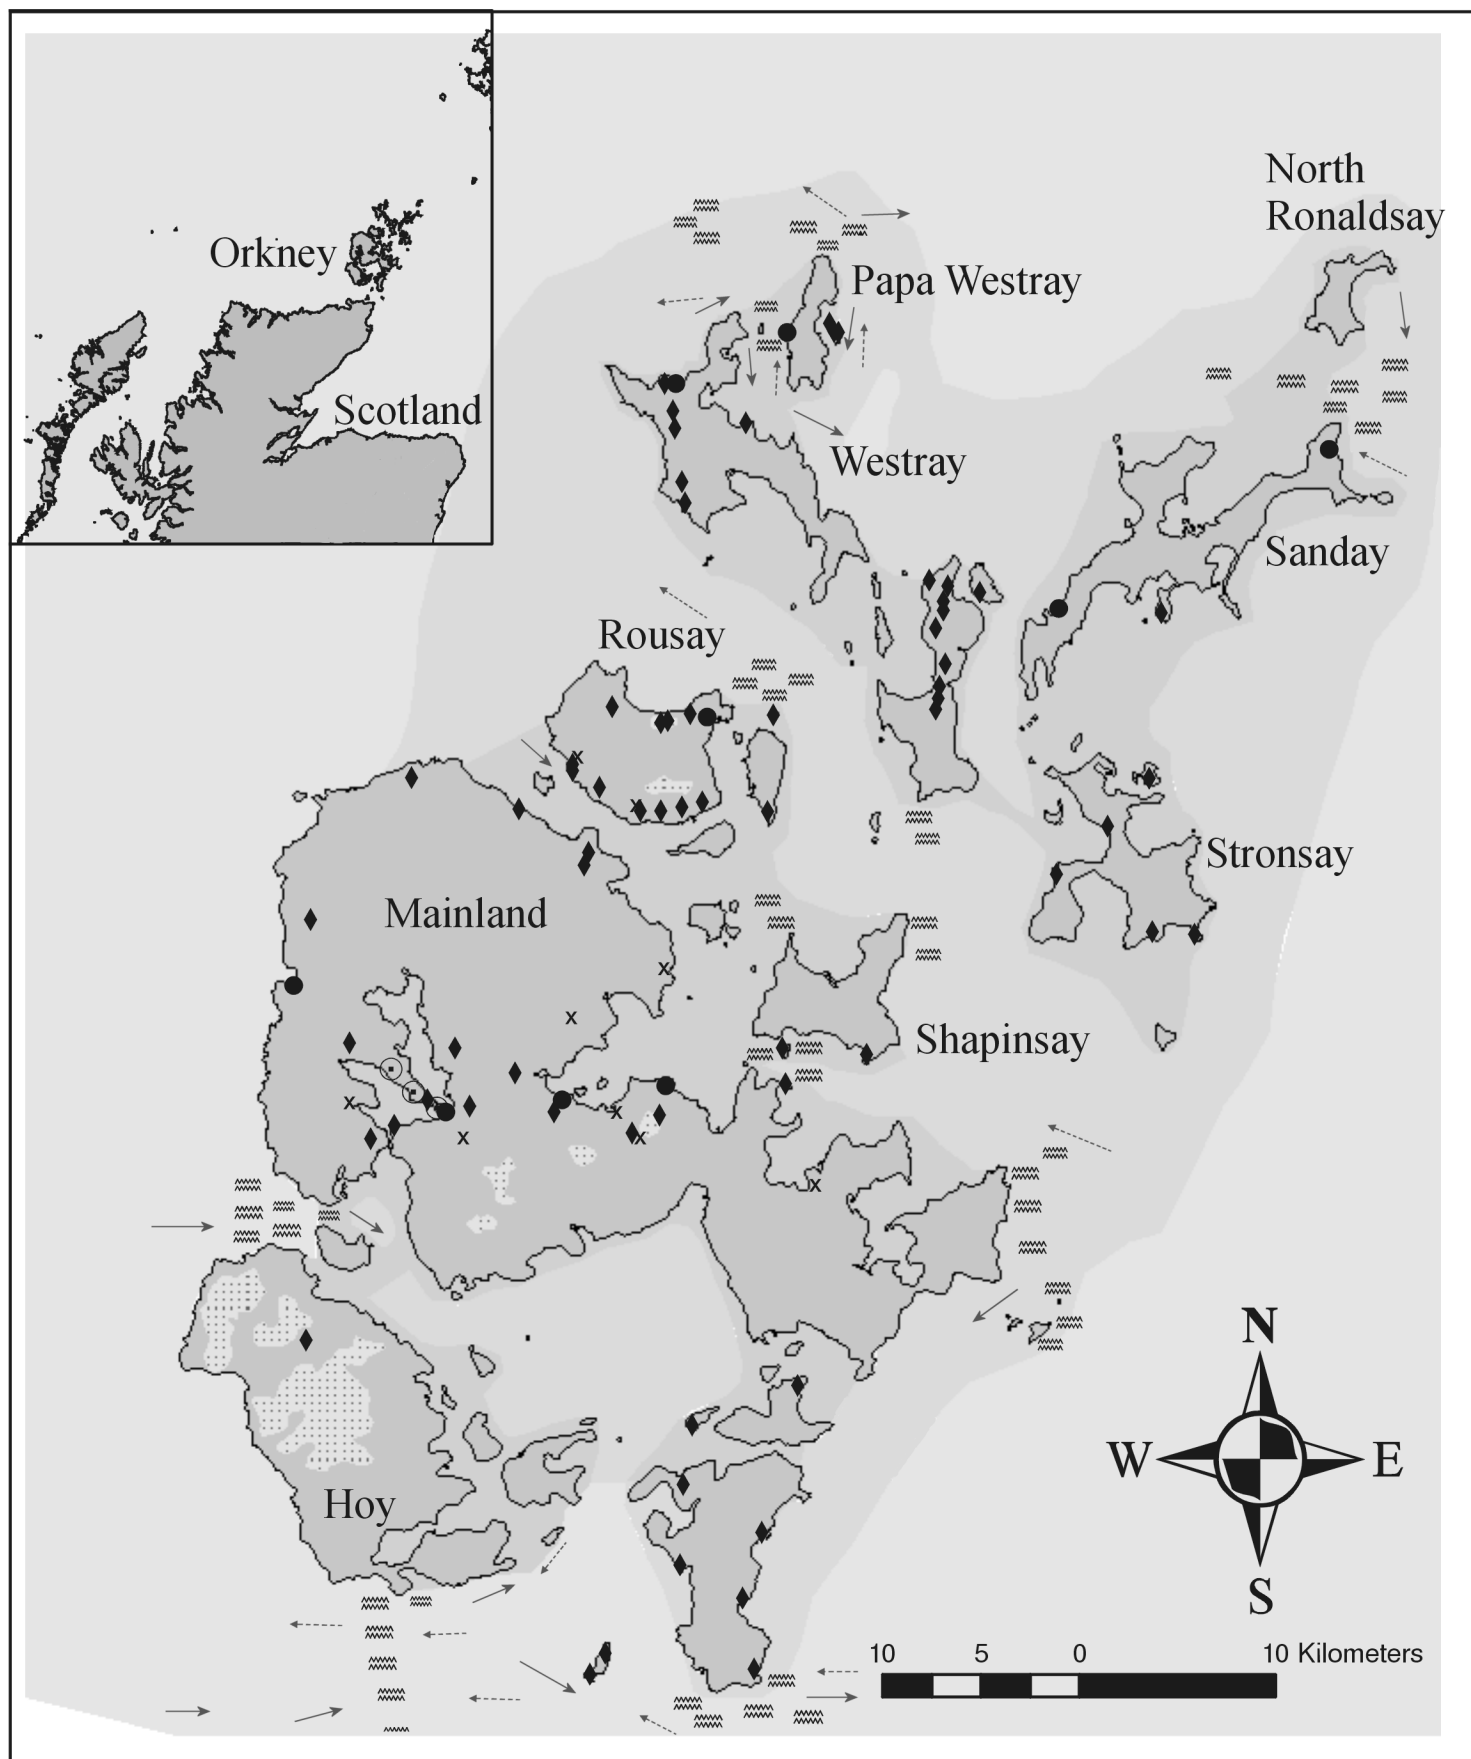 Orkney
Scotland
North
Ronaldsay
Papa Westray
Westray
Sanday
Rousay
Stronsay
Mainland
Shapinsay
Hoy
N
W
E
S
10 5 0 10 Kilometers
x
x
x
x
x
x
x
x
x